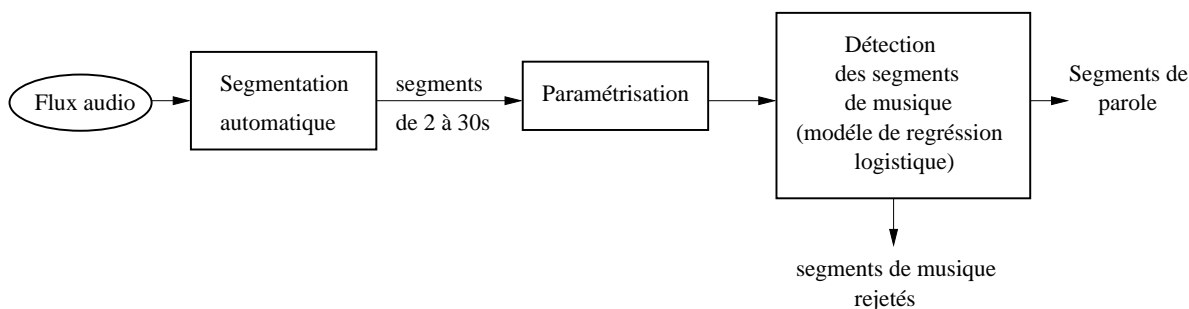 Flux audio
Segmentation
automatique
segments
de 2 à 30s
Paramétrisation
Détection
des segments
de musique
(modéle de regréssion
logistique)
Segments de
parole
segments de musique
rejetés